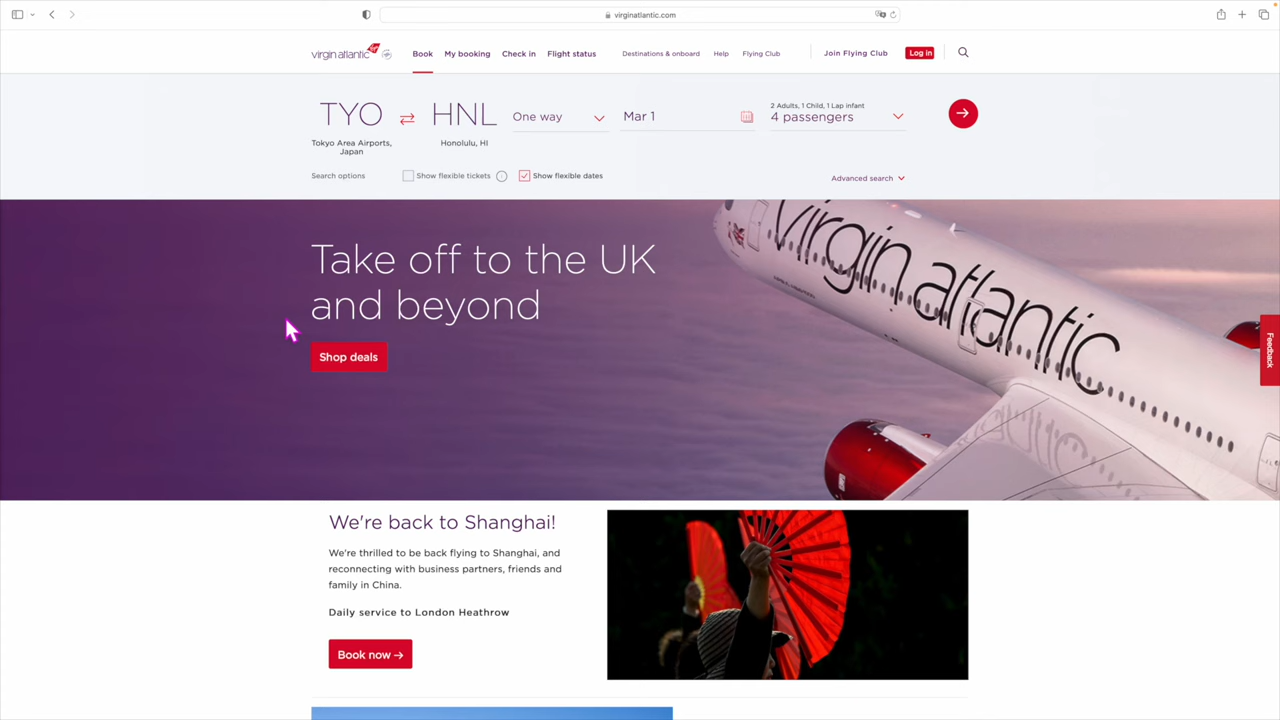 virginatlantic.com
virgin atlantic Book My booking Check in Flight status Destinations & onboard Help Flying Club Join Flying Club Log in
TYO HNL One way Mar 1 2 Adults, 1 Child, 1 Lap infant
4 passengers
Tokyo Area Airports,
Japan
Honolulu, HI
Search options Show flexible tickets Show flexible dates Advanced search
Take off to the UK
and beyond
Shop deals
virgin atlantic
Feedback
We're back to Shanghai!
We're thrilled to be back flying to Shanghai, and
reconnecting with business partners, friends and
family in China.
Daily service to London Heathrow
Book now →